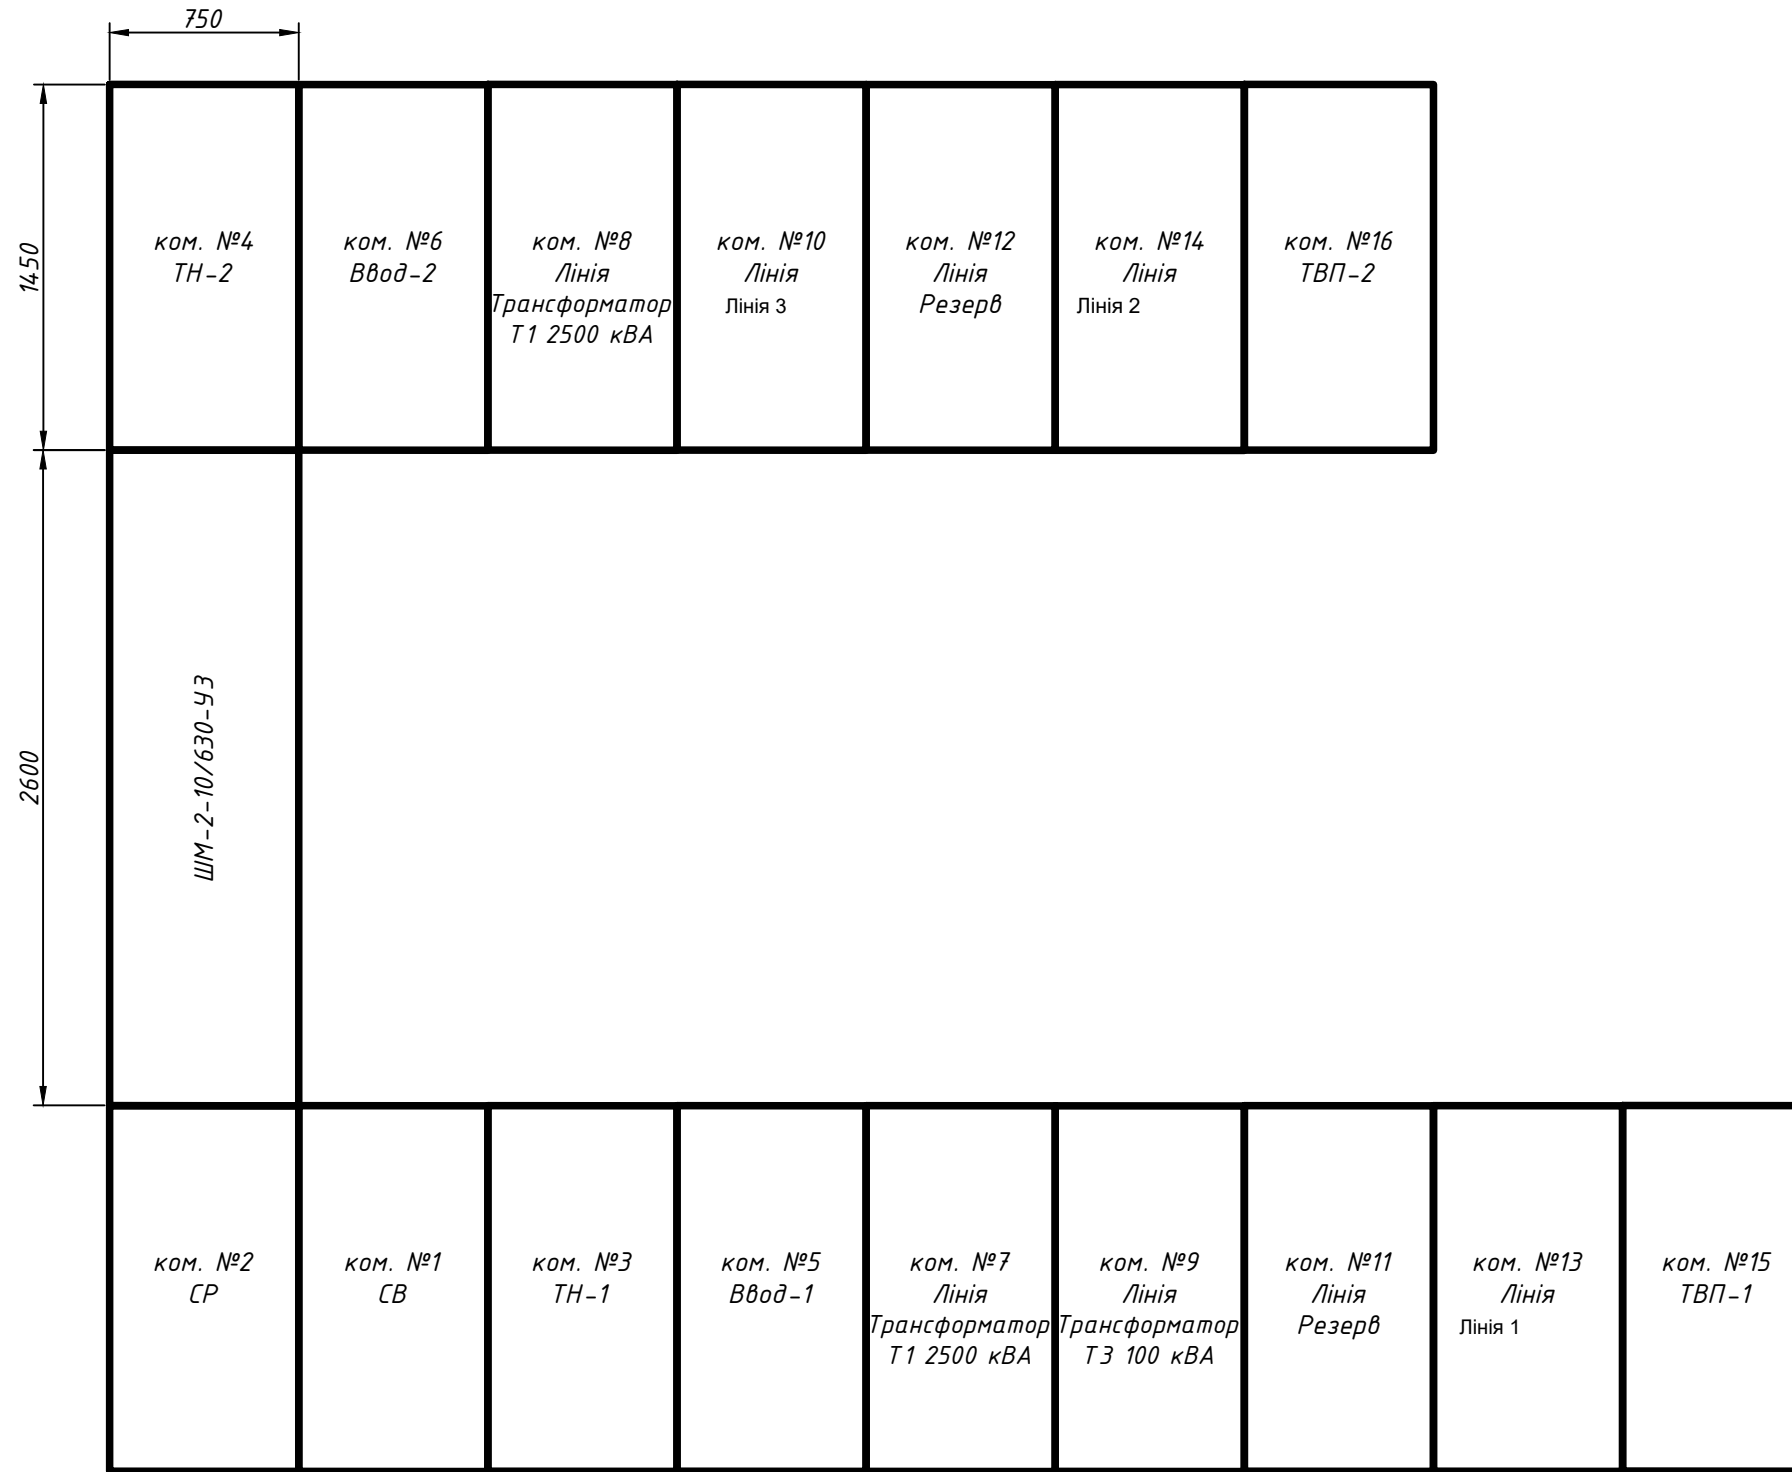 750
1450
ком. №4
ТН-2
ком. №6
Ввод-2
ком. №8
Лінія
Трансформатор
Т1 2500 кВА
ком. №10
Лінія
Лінія 3
ком. №12
Лінія
Резерв
ком. №14
Лінія
Лінія 2
ком. №16
ТВП-2
2600
ШМ-2-10/630-У3
ком. №2
СР
ком. №1
СВ
ком. №3
ТН-1
ком. №5
Ввод-1
ком. №7
Лінія
Трансформатор
Т1 2500 кВА
ком. №9
Лінія
Трансформатор
Т3 100 кВА
ком. №11
Лінія
Резерв
ком. №13
Лінія
Лінія 1
ком. №15
ТВП-1